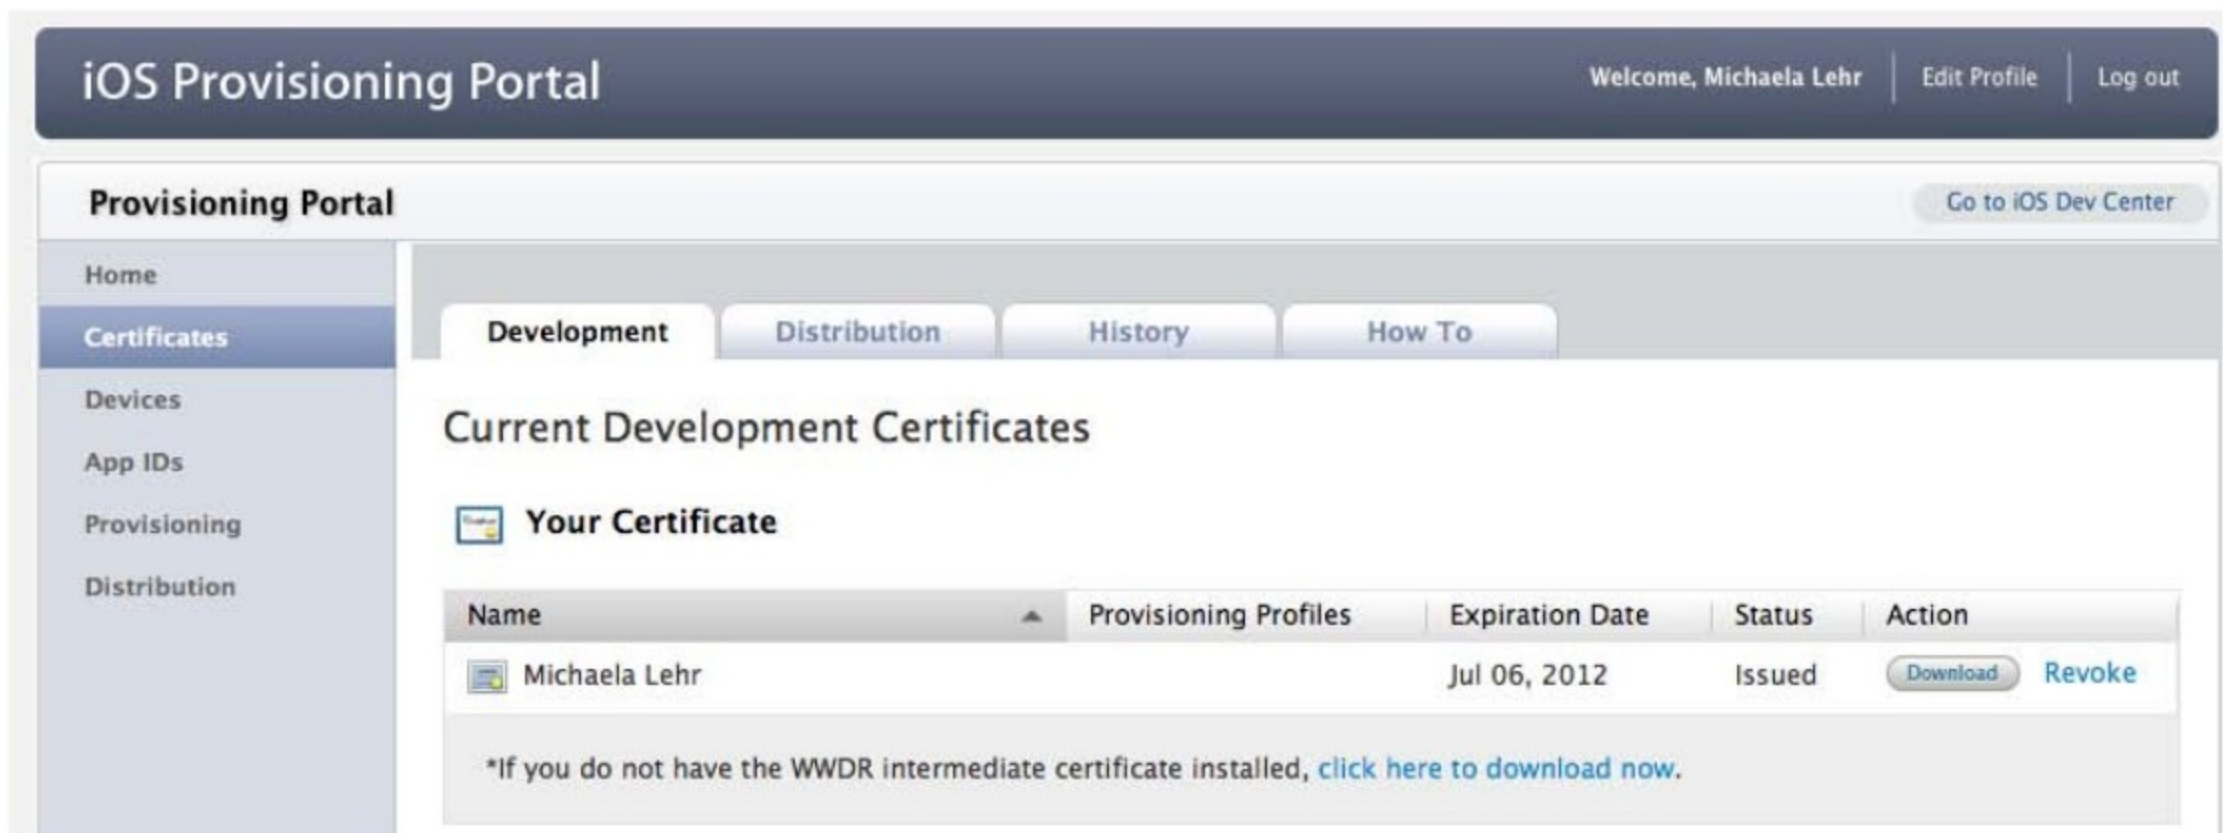 iOS Provisioning Portal
Welcome, Michaela Lehr Edit Profile Log out
Provisioning Portal
Go to iOS Dev Center
Home
Certificates
Devices
App IDs
Provisioning
Distribution
Development Distribution History How To
Current Development Certificates
Your Certificate
Name Provisioning Profiles Expiration Date Status Action
Michaela Lehr Jul 06, 2012 Issued Download Revoke
*If you do not have the WWDR intermediate certificate installed, click here to download now.